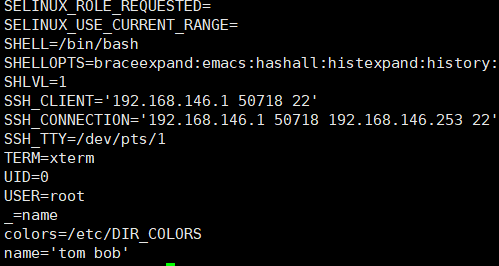 SELINUX_ROLE_REQUESTED=
SELINUX_USE_CURRENT_RANGE=
SHELL=/bin/bash
SHELLOPTS=braceexpand:emacs:hashall:histexpand:history:
SHLVL=1
SSH_CLIENT='192.168.146.1 50718 22'
SSH_CONNECTION='192.168.146.1 50718 192.168.146.253 22'
SSH_TTY=/dev/pts/1
TERM=xterm
UID=0
USER=root
_=name
colors=/etc/DIR_COLORS
name='tom bob'